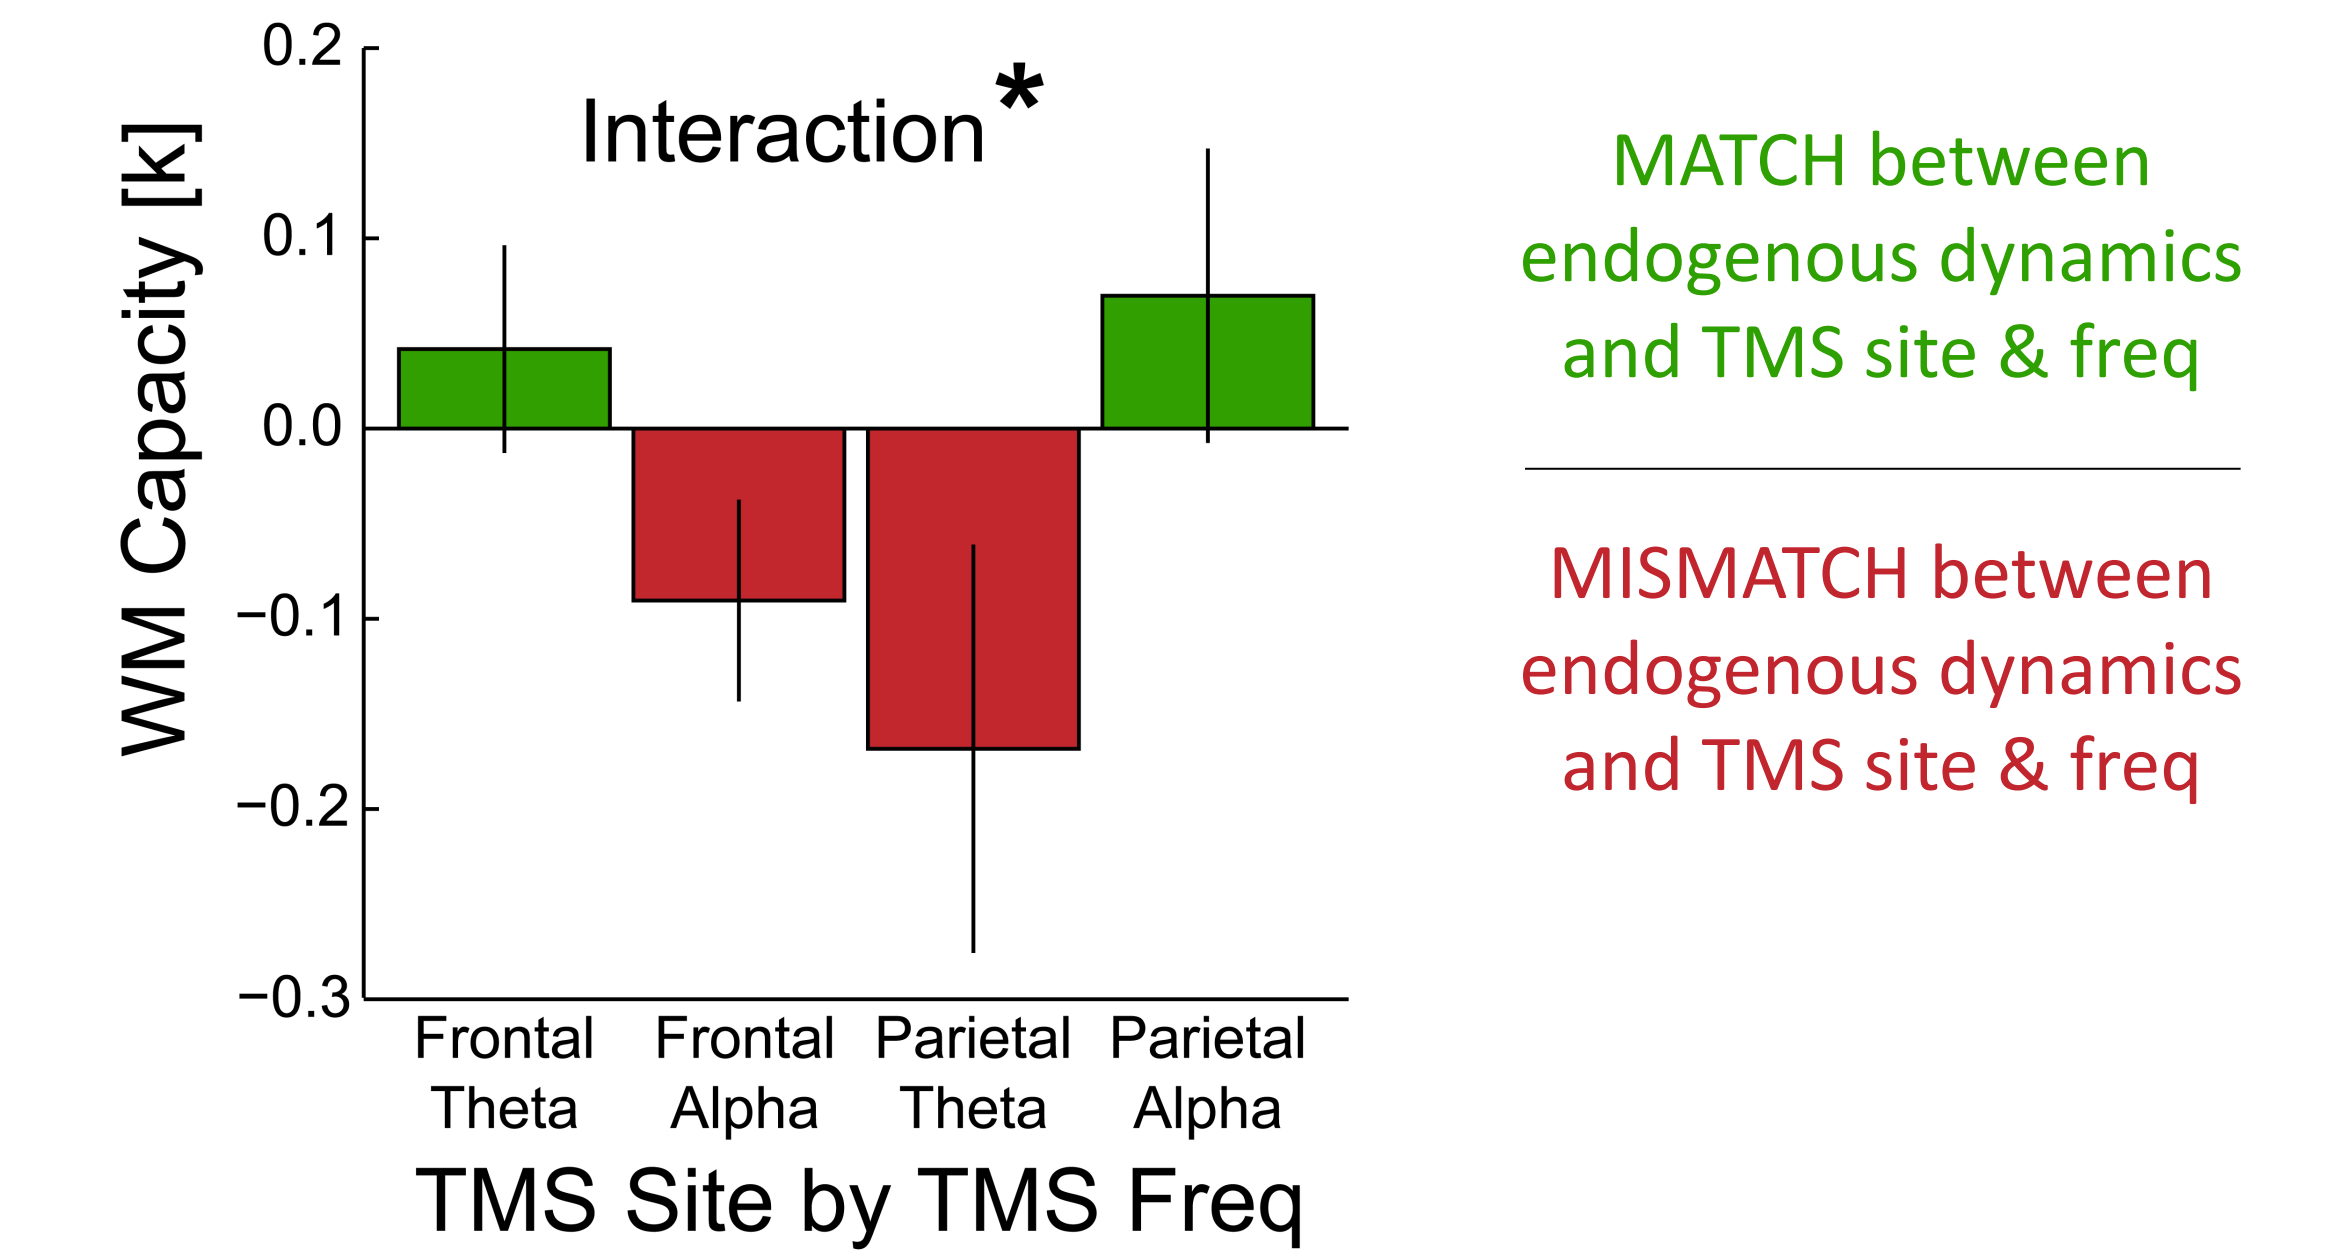 0.2
0.1
0.0
−0.1
−0.2
−0.3
WM Capacity [k]
Interaction*
Frontal Theta
Frontal Alpha
Parietal Theta
Parietal Alpha
TMS Site by TMS Freq
MATCH between
endogenous dynamics
and TMS site & freq
MISMATCH between
endogenous dynamics
and TMS site & freq